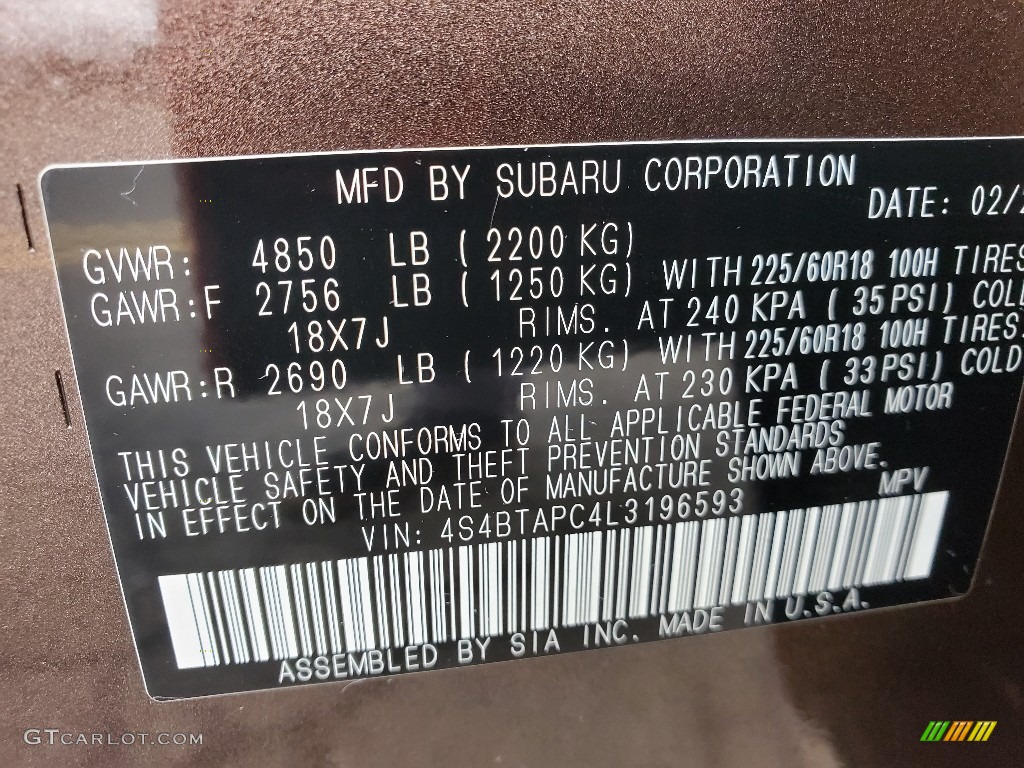 MFD BY SUBARU CORPORATION
DATE: 02/
GVWR: 4850 LB ( 2200 KG)
GAWR:F 2756 LB ( 1250 KG) WITH 225/60R18 100H TIRES
18X7J RIMS. AT 240 KPA ( 35 PSI) COLD
GAWR:R 2690 LB ( 1220 KG) WITH 225/60R18 100H TIRES.
18X7J RIMS. AT 230 KPA ( 33 PSI) COLD
THIS VEHICLE CONFORMS TO ALL APPLICABLE FEDERAL MOTOR
VEHICLE SAFETY AND THEFT PREVENTION STANDARDS
IN EFFECT ON THE DATE OF MANUFACTURE SHOWN ABOVE.
VIN: 4S4BTAPC4L3196593 MPV
ASSEMBLED BY SIA INC. MADE IN U.S.A.
GTCARLOT.COM